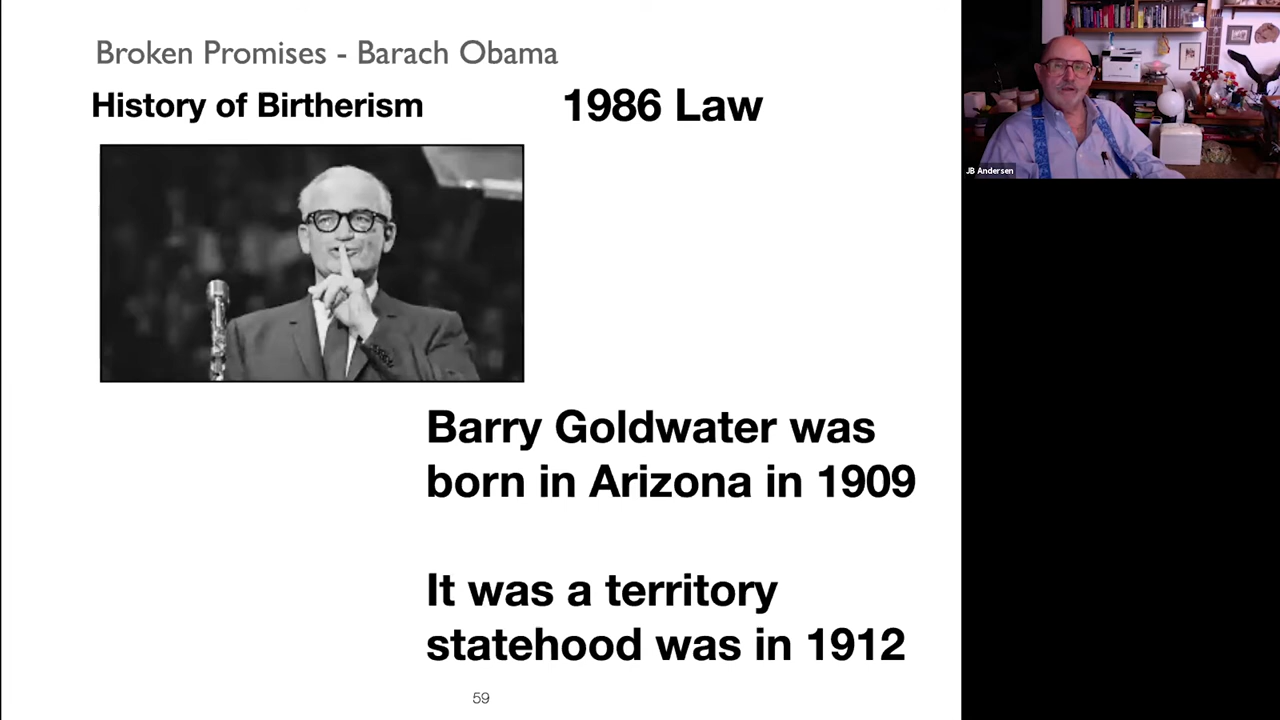 Broken Promises - Barach Obama
History of Birtherism
1986 Law
JB Andersen
Barry Goldwater was
born in Arizona in 1909
It was a territory
statehood was in 1912
59